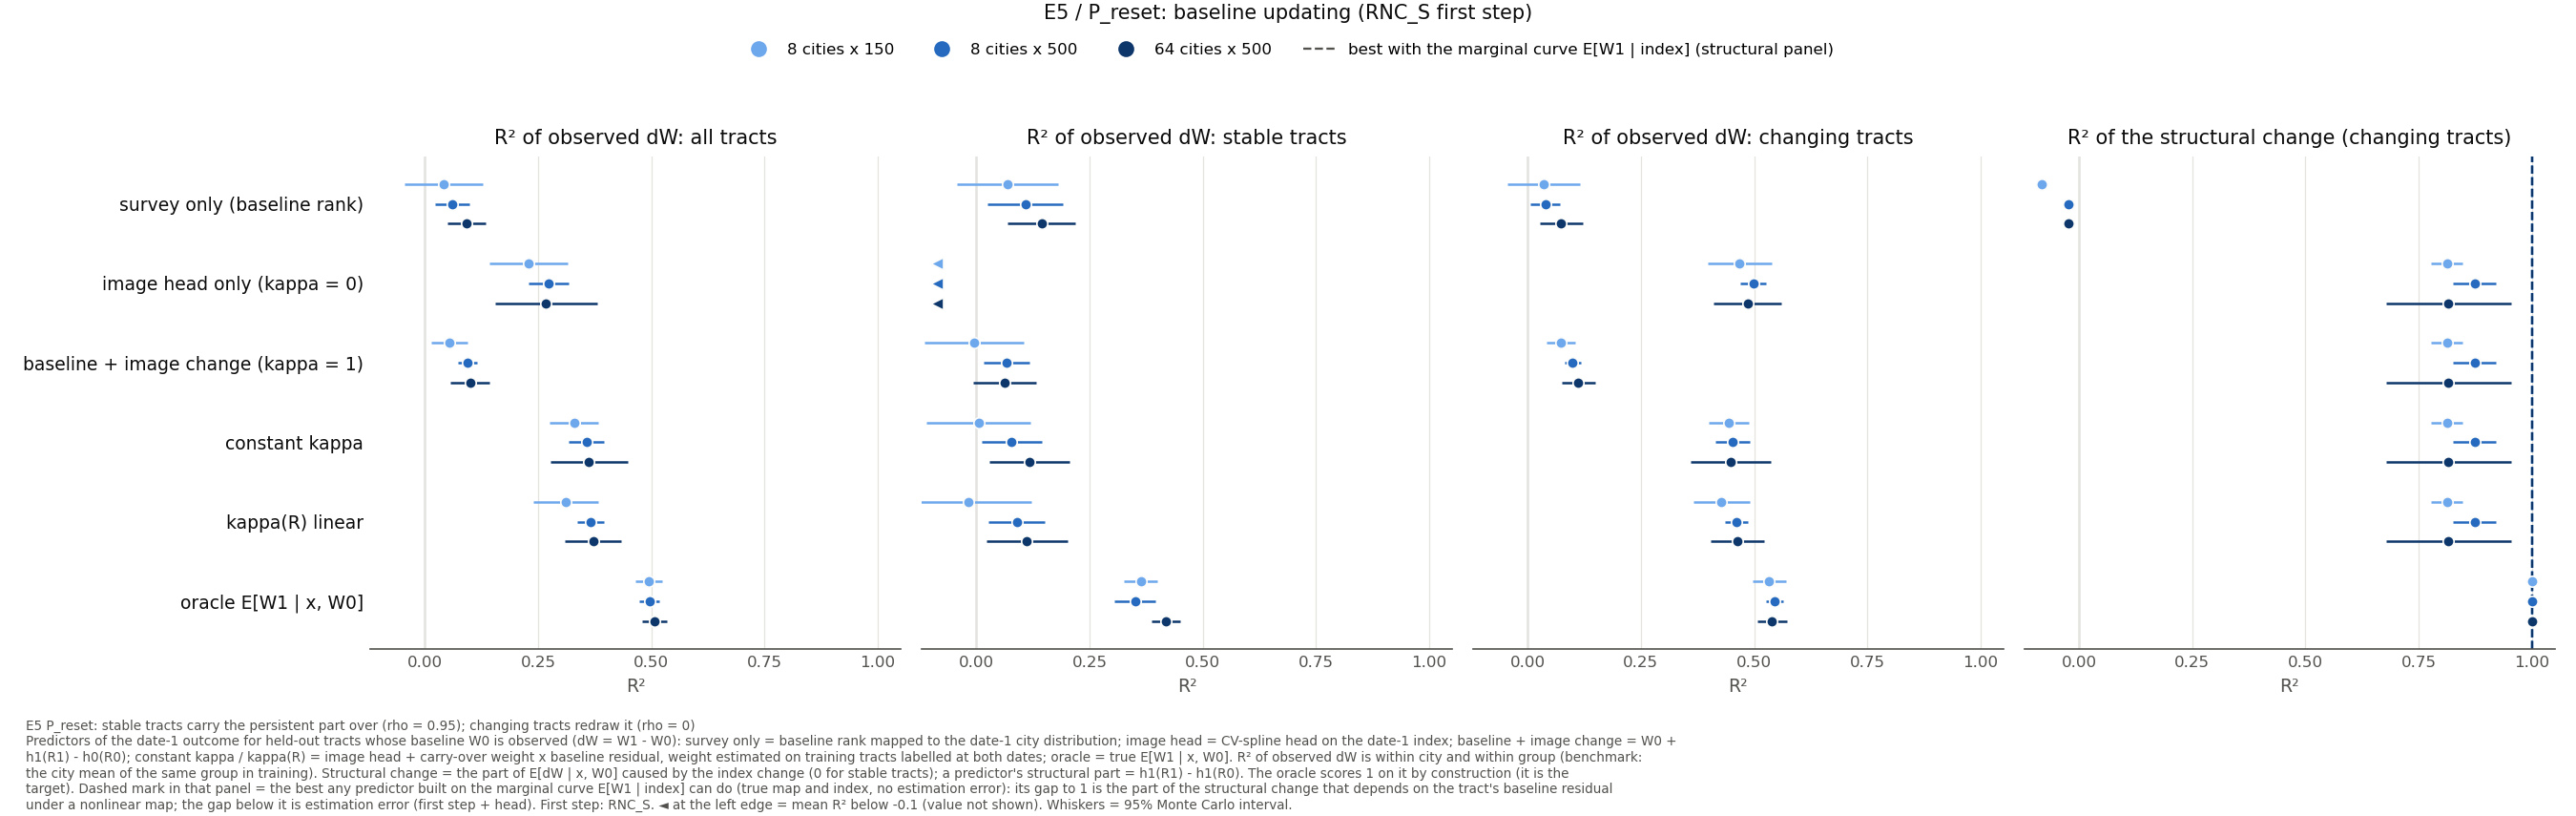 E5 / P_reset: baseline updating (RNC_S first step)
8 cities x 150
8 cities x 500
64 cities x 500
best with the marginal curve E[W1 | index] (structural panel)
R² of observed dW: all tracts
R² of observed dW: stable tracts
R² of observed dW: changing tracts
R² of the structural change (changing tracts)
survey only (baseline rank)
image head only (kappa = 0)
baseline + image change (kappa = 1)
constant kappa
kappa(R) linear
oracle E[W1 | x, W0]
0.00 0.25 0.50 0.75 1.00
0.00 0.25 0.50 0.75 1.00
0.00 0.25 0.50 0.75 1.00
0.00 0.25 0.50 0.75 1.00
R²
R²
R²
R²
E5 P_reset: stable tracts carry the persistent part over (rho = 0.95); changing tracts redraw it (rho = 0)
Predictors of the date-1 outcome for held-out tracts whose baseline W0 is observed (dW = W1 - W0): survey only = baseline rank mapped to the date-1 city distribution; image head = CV-spline head on the date-1 index; baseline + image change = W0 +
h1(R1) - h0(R0); constant kappa / kappa(R) = image head + carry-over weight x baseline residual, weight estimated on training tracts labelled at both dates; oracle = true E[W1 | x, W0]. R² of observed dW is within city and within group (benchmark:
the city mean of the same group in training). Structural change = the part of E[dW | x, W0] caused by the index change (0 for stable tracts); a predictor's structural part = h1(R1) - h0(R0). The oracle scores 1 on it by construction (it is the
target). Dashed mark in that panel = the best any predictor built on the marginal curve E[W1 | index] can do (true map and index, no estimation error): its gap to 1 is the part of the structural change that depends on the tract's baseline residual
under a nonlinear map; the gap below it is estimation error (first step + head). First step: RNC_S. ◄ at the left edge = mean R² below -0.1 (value not shown). Whiskers = 95% Monte Carlo interval.